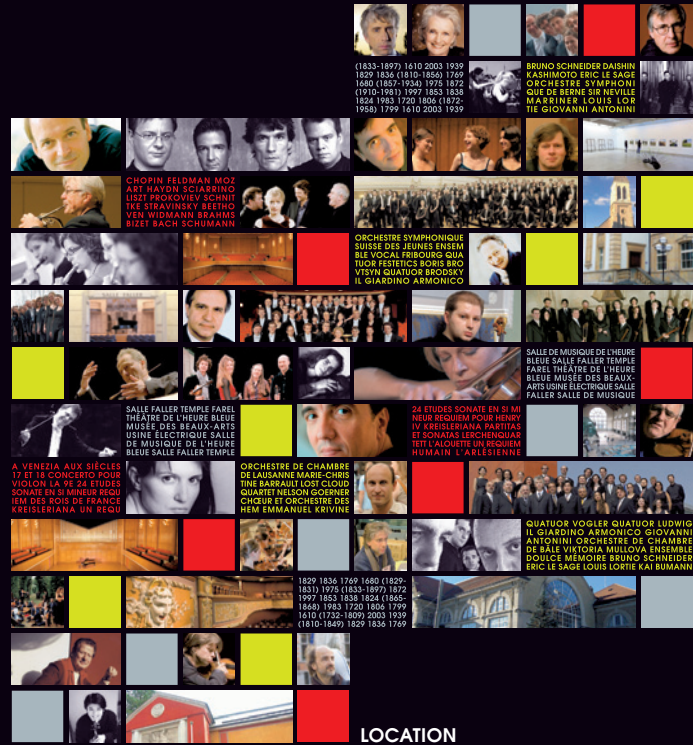 (1833-1897) 1610 2003 1939
1829 1836 (1810-1856) 1769
1680 (1857-1934) 1975 1872
(1910-1981) 1997 1853 1838
1824 1983 1720 1806 (1872-
1958) 1799 1610 2003 1939
BRUNO SCHNEIDER DAISHIN
KASHIMOTO ERIC LE SAGE
ORCHESTRE SYMPHONI
QUE DE BERNE SIR NEVILLE
MARRINER LOUIS LOR
TIE GIOVANNI ANTONINI
CHOPIN FELDMAN MOZ
ART HAYDN SCIARRINO
LISZT PROKOVIEV SCHNIT
TKE STRAVINSKY BEETHO
VEN WIDMANN BRAHMS
BIZET BACH SCHUMANN
ORCHESTRE SYMPHONIQUE
SUISSE DES JEUNES ENSEM
BLE VOCAL FRIBOURG QUA
TUOR FESTETICS BORIS BRO
VTSYN QUATUOR BRODSKY
IL GIARDINO ARMONICO
SALLE DE MUSIQUE DE L'HEURE
BLEUE SALLE FALLER TEMPLE
FAREL THÉÂTRE DE L'HEURE
BLEUE MUSÉE DES BEAUX-
ARTS USINE ÉLECTRIQUE SALLE
FALLER SALLE DE MUSIQUE
SALLE FALLER TEMPLE FAREL
THÉÂTRE DE L'HEURE BLEUE
MUSÉE DES BEAUX-ARTS
USINE ÉLECTRIQUE SALLE
DE MUSIQUE DE L'HEURE
BLEUE SALLE FALLER TEMPLE
24 ETUDES SONATE EN SI MI
NEUR REQUIEM POUR HENRY
IV KREISLERIANA PARTITAS
ET SONATAS LERCHENQUAR
TETT L'ALOUETTE UN REQUIEM
HUMAIN L'ARLÉSIENNE
A VENEZIA AUX SIÈCLES
17 ET 18 CONCERTO POUR
VIOLON LA 9E 24 ETUDES
SONATE EN SI MINEUR REQU
IEM DES ROIS DE FRANCE
KREISLERIANA UN REQU
ORCHESTRE DE CHAMBRE
DE LAUSANNE MARIE-CHRIS
TINE BARRAULT LOST CLOUD
QUARTET NELSON GOERNER
CHŒUR ET ORCHESTRE DES
HEM EMMANUEL KRIVINE
QUATUOR VOGLER QUATUOR LUDWIG
IL GIARDINO ARMONICO GIOVANNI
ANTONINI ORCHESTRE DE CHAMBRE
DE BÂLE VIKTORIA MULLOVA ENSEMBLE
DOULCE MÉMOIRE BRUNO SCHNEIDER
ERIC LE SAGE LOUIS LORTIE KAI BUMANN
1829 1836 1769 1680 (1829-
1831) 1975 (1833-1897) 1872
1997 1853 1838 1824 (1865-
1868) 1983 1720 1806 1799
1610 (1732-1809) 2003 1939
(1810-1849) 1829 1836 1769
LOCATION